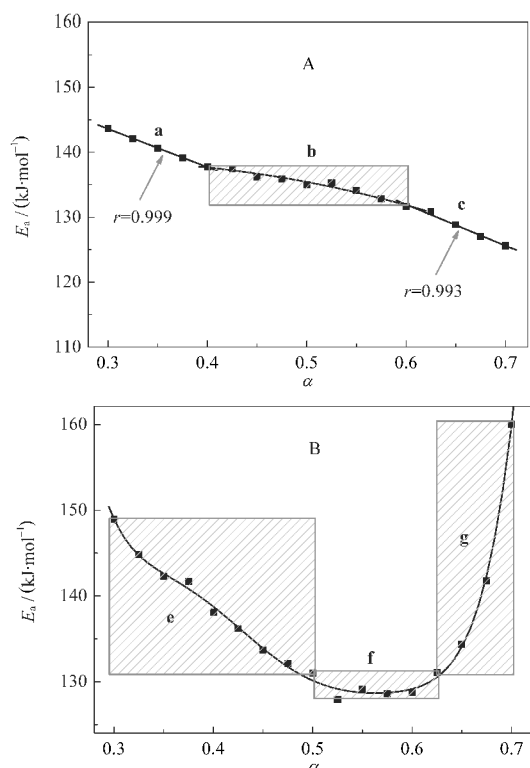 160
A
150
a
b
140
Ea / (kJ·mol⁻¹)
130
c
r=0.999
120
r=0.993
110
0.3 0.4 0.5 0.6 0.7
α
160
B
150
g
Ea / (kJ·mol⁻¹)
140
e
f
130
0.3 0.4 0.5 0.6 0.7
α